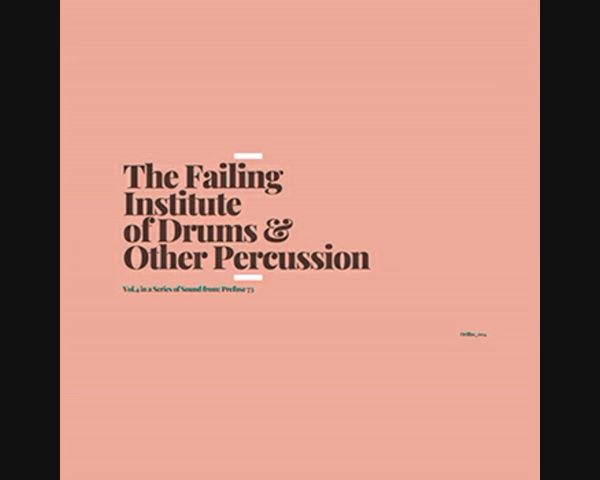 The Failing
Institute
of Drums &
Other Percussion
Vol.4 in a Series of Sound from: Prefuse 73